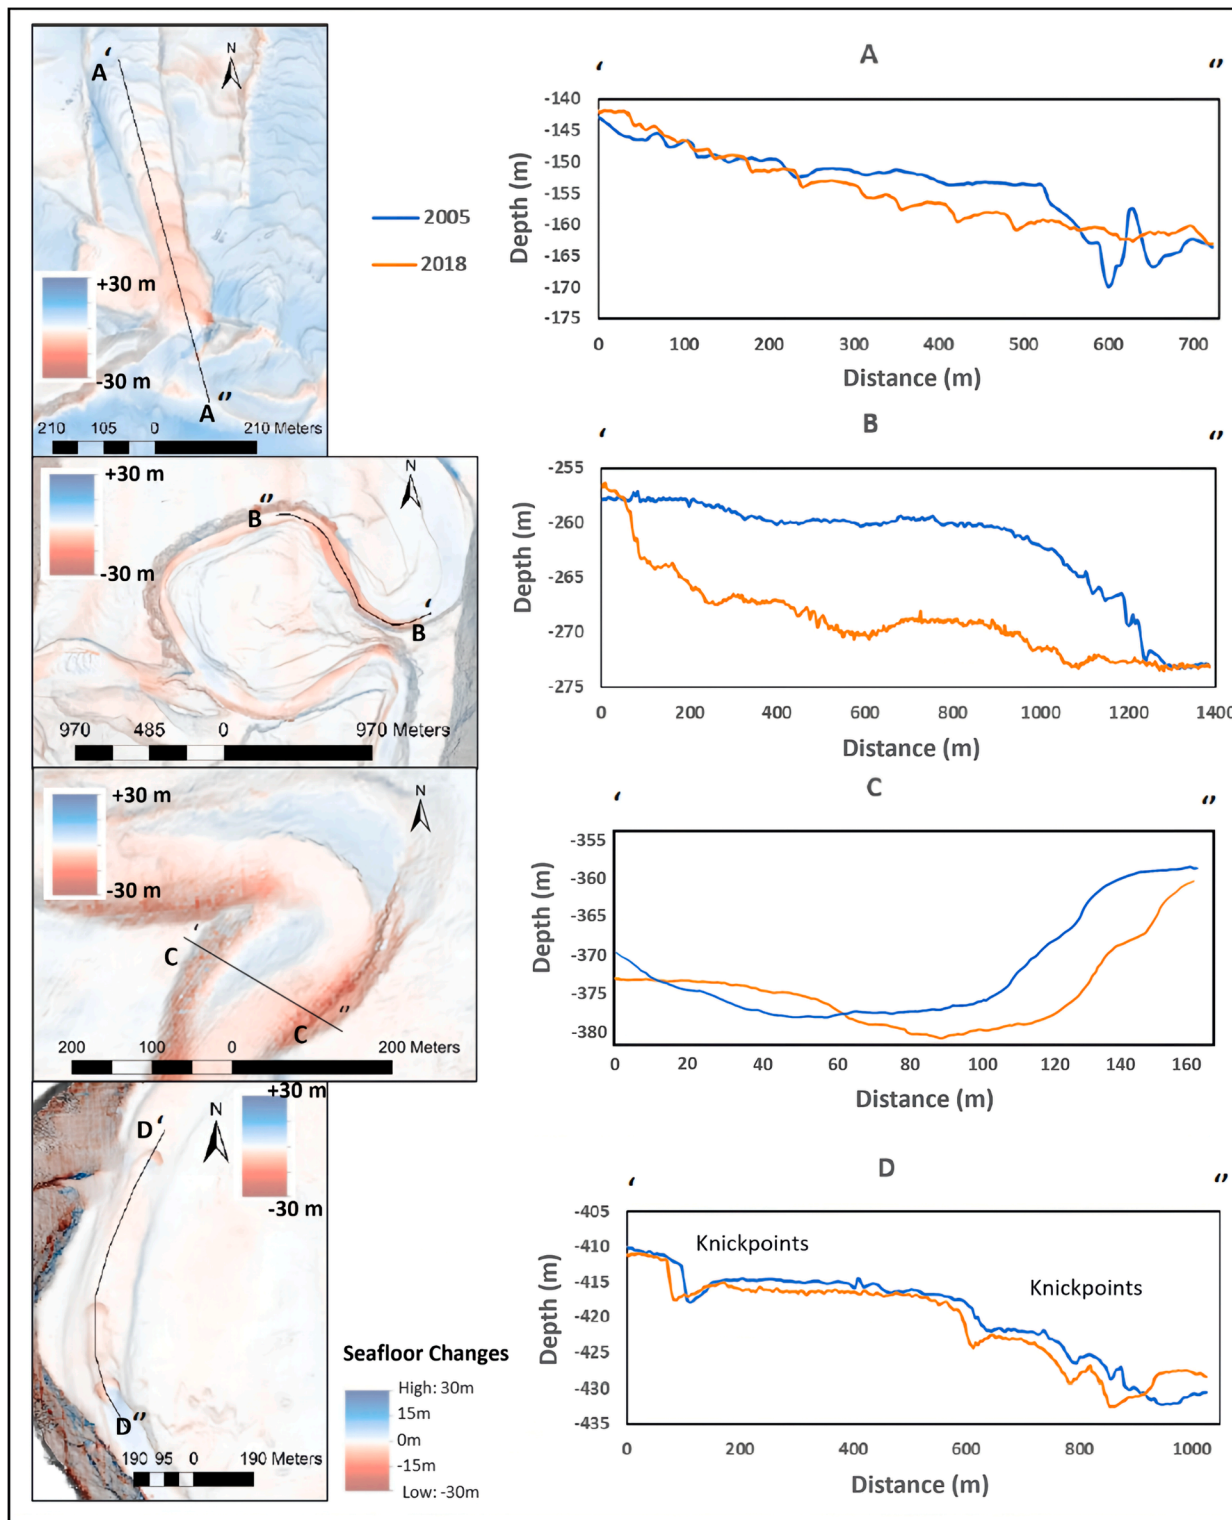 A ‘
N
+30 m
-30 m
A ‘’
210 105 0 210 Meters
2005
2018
A
‘ ‘’
-140
-145
-150
-155
-160
-165
-170
-175
Depth (m)
0 100 200 300 400 500 600 700
Distance (m)
+30 m
-30 m
N
B ‘’
B ‘
970 485 0 970 Meters
B
‘ ‘’
-255
-260
-265
-270
-275
Depth (m)
0 200 400 600 800 1000 1200 1400
Distance (m)
+30 m
-30 m
N
C ‘
C ‘’
200 100 0 200 Meters
C
‘ ‘’
-355
-360
-365
-370
-375
-380
Depth (m)
0 20 40 60 80 100 120 140 160
Distance (m)
+30 m
-30 m
N
D ‘
D ‘’
190 95 0 190 Meters
Seafloor Changes
High: 30m
15m
0m
-15m
Low: -30m
D
‘ ‘’
-405
-410
-415
-420
-425
-430
-435
Depth (m)
Knickpoints
Knickpoints
0 200 400 600 800 1000
Distance (m)